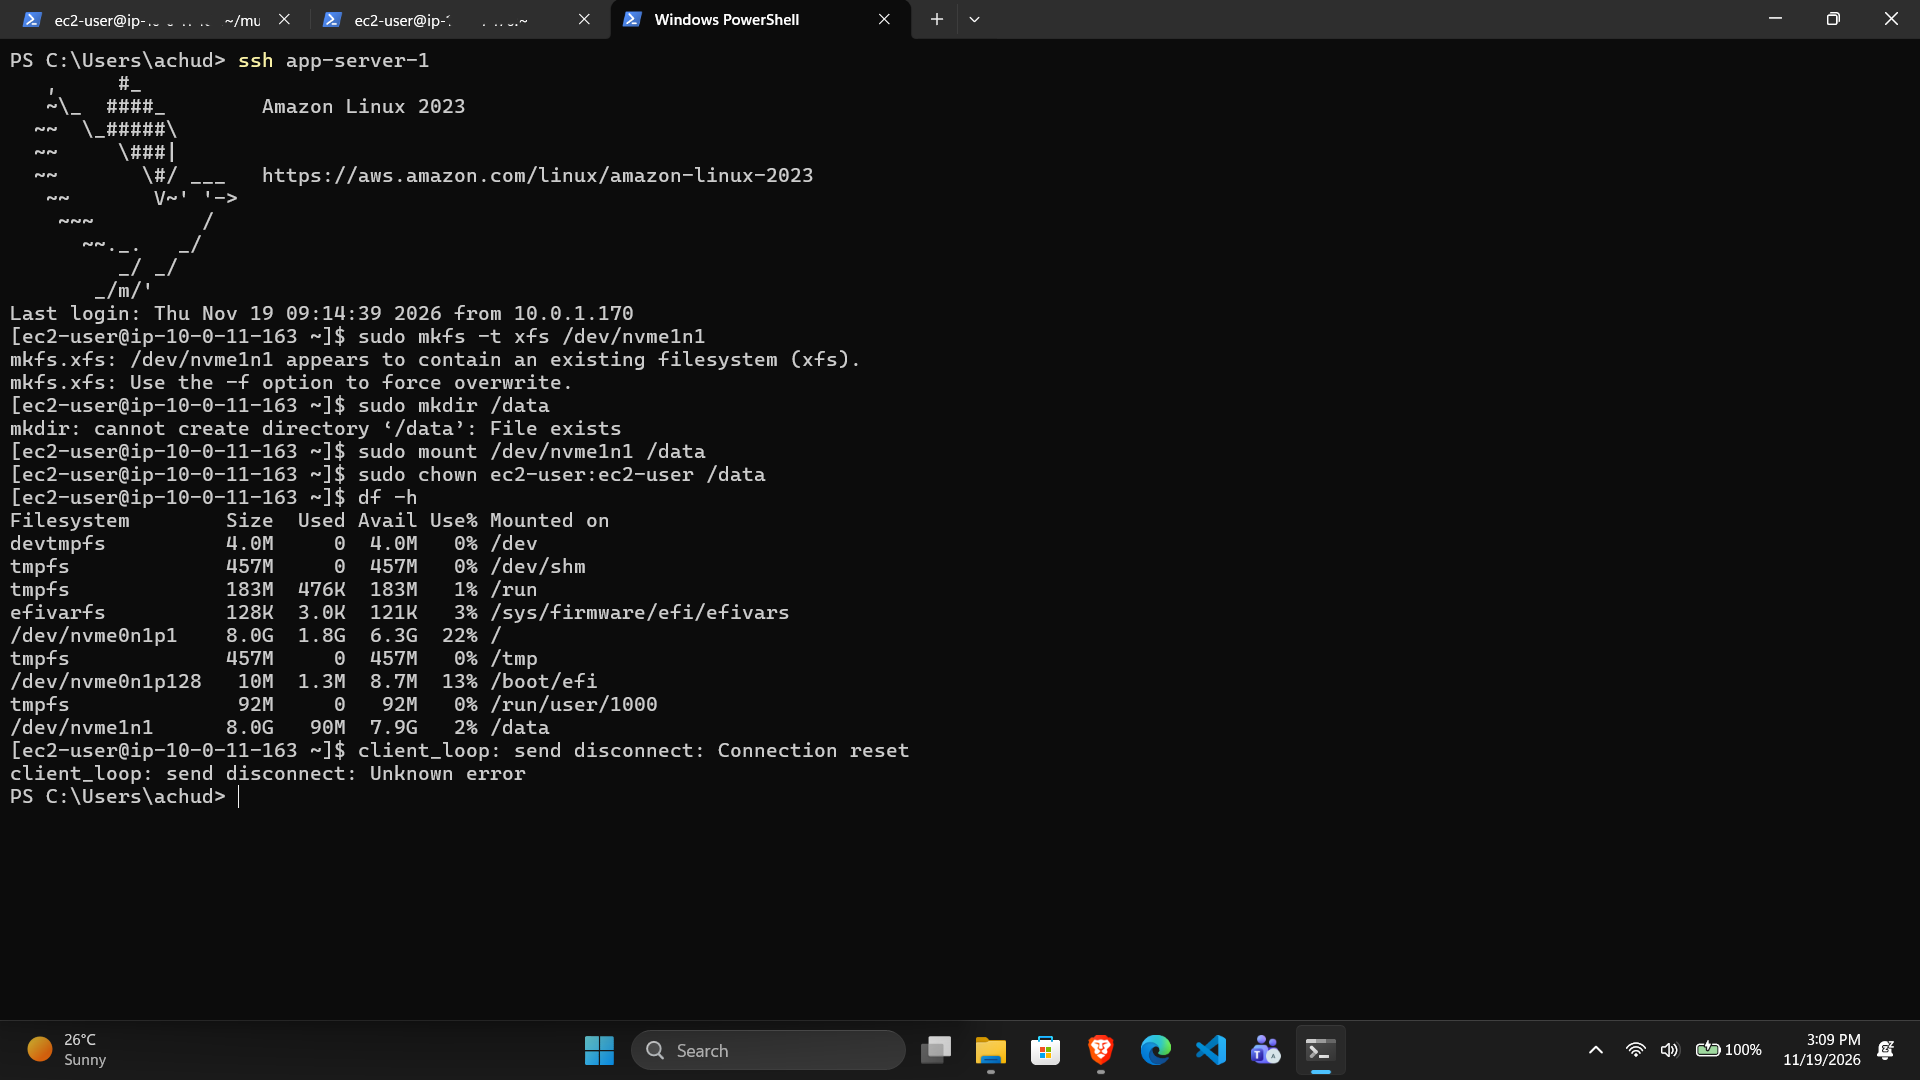 ec2-user@ip- ~/mu
ec2-user@ip- :~
Windows PowerShell
PS C:\Users\achud> ssh app-server-1
   ,     #_
   ~\_  ####_        Amazon Linux 2023
  ~~  \_#####\
  ~~     \###|
  ~~       \#/ ___   https://aws.amazon.com/linux/amazon-linux-2023
   ~~       V~' '->
    ~~~         /
      ~~._.   _/
         _/ _/
       _/m/'
Last login: Thu Nov 19 09:14:39 2026 from 10.0.1.170
[ec2-user@ip-10-0-11-163 ~]$ sudo mkfs -t xfs /dev/nvme1n1
mkfs.xfs: /dev/nvme1n1 appears to contain an existing filesystem (xfs).
mkfs.xfs: Use the -f option to force overwrite.
[ec2-user@ip-10-0-11-163 ~]$ sudo mkdir /data
mkdir: cannot create directory ‘/data’: File exists
[ec2-user@ip-10-0-11-163 ~]$ sudo mount /dev/nvme1n1 /data
[ec2-user@ip-10-0-11-163 ~]$ sudo chown ec2-user:ec2-user /data
[ec2-user@ip-10-0-11-163 ~]$ df -h
Filesystem        Size  Used Avail Use% Mounted on
devtmpfs          4.0M     0  4.0M   0% /dev
tmpfs             457M     0  457M   0% /dev/shm
tmpfs             183M  476K  183M   1% /run
efivarfs          128K  3.0K  121K   3% /sys/firmware/efi/efivars
/dev/nvme0n1p1    8.0G  1.8G  6.3G  22% /
tmpfs             457M     0  457M   0% /tmp
/dev/nvme0n1p128   10M  1.3M  8.7M  13% /boot/efi
tmpfs              92M     0   92M   0% /run/user/1000
/dev/nvme1n1      8.0G   90M  7.9G   2% /data
[ec2-user@ip-10-0-11-163 ~]$ client_loop: send disconnect: Connection reset
client_loop: send disconnect: Unknown error
PS C:\Users\achud>
26°C
Sunny
Search
100%
3:09 PM
11/19/2026